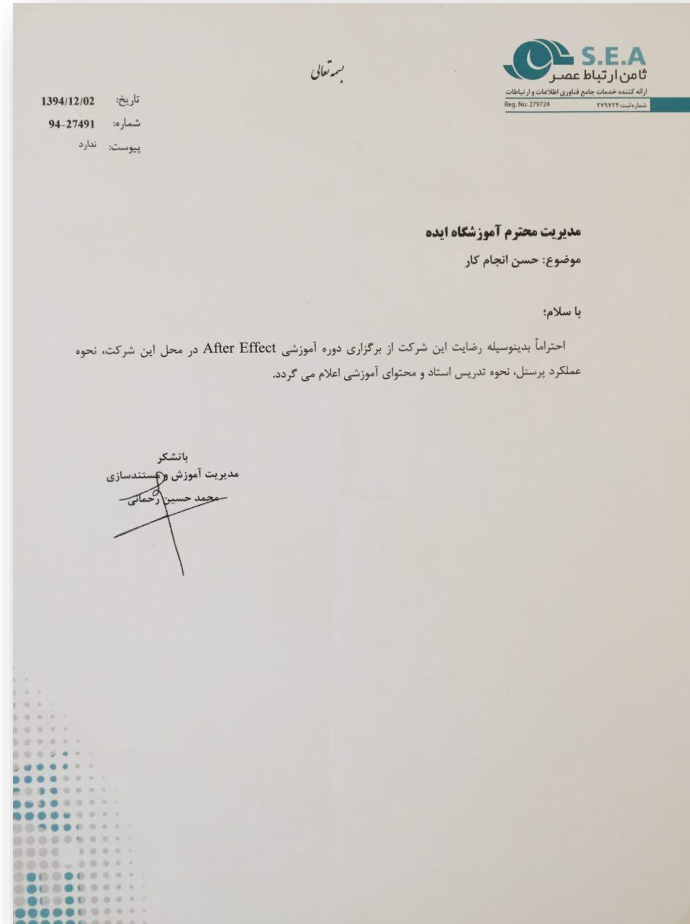 بسمه تعالی
S.E.A
ثامن ارتباط عصر
ارائه کننده خدمات جامع فناوری اطلاعات و ارتباطات
Reg. No: 279724 شماره ثبت: ۲۷۹۷۲۴
تاریخ: 1394/12/02
شماره: 94-27491
پیوست: ندارد
مدیریت محترم آموزشگاه ایده
موضوع: حسن انجام کار
با سلام؛
احتراماً بدینوسیله رضایت این شرکت از برگزاری دوره آموزشی After Effect در محل این شرکت، نحوه
عملکرد پرسنل، نحوه تدریس استاد و محتوای آموزشی اعلام می گردد.
باتشکر
مدیریت آموزش و مستندسازی
محمد حسین رحمانی